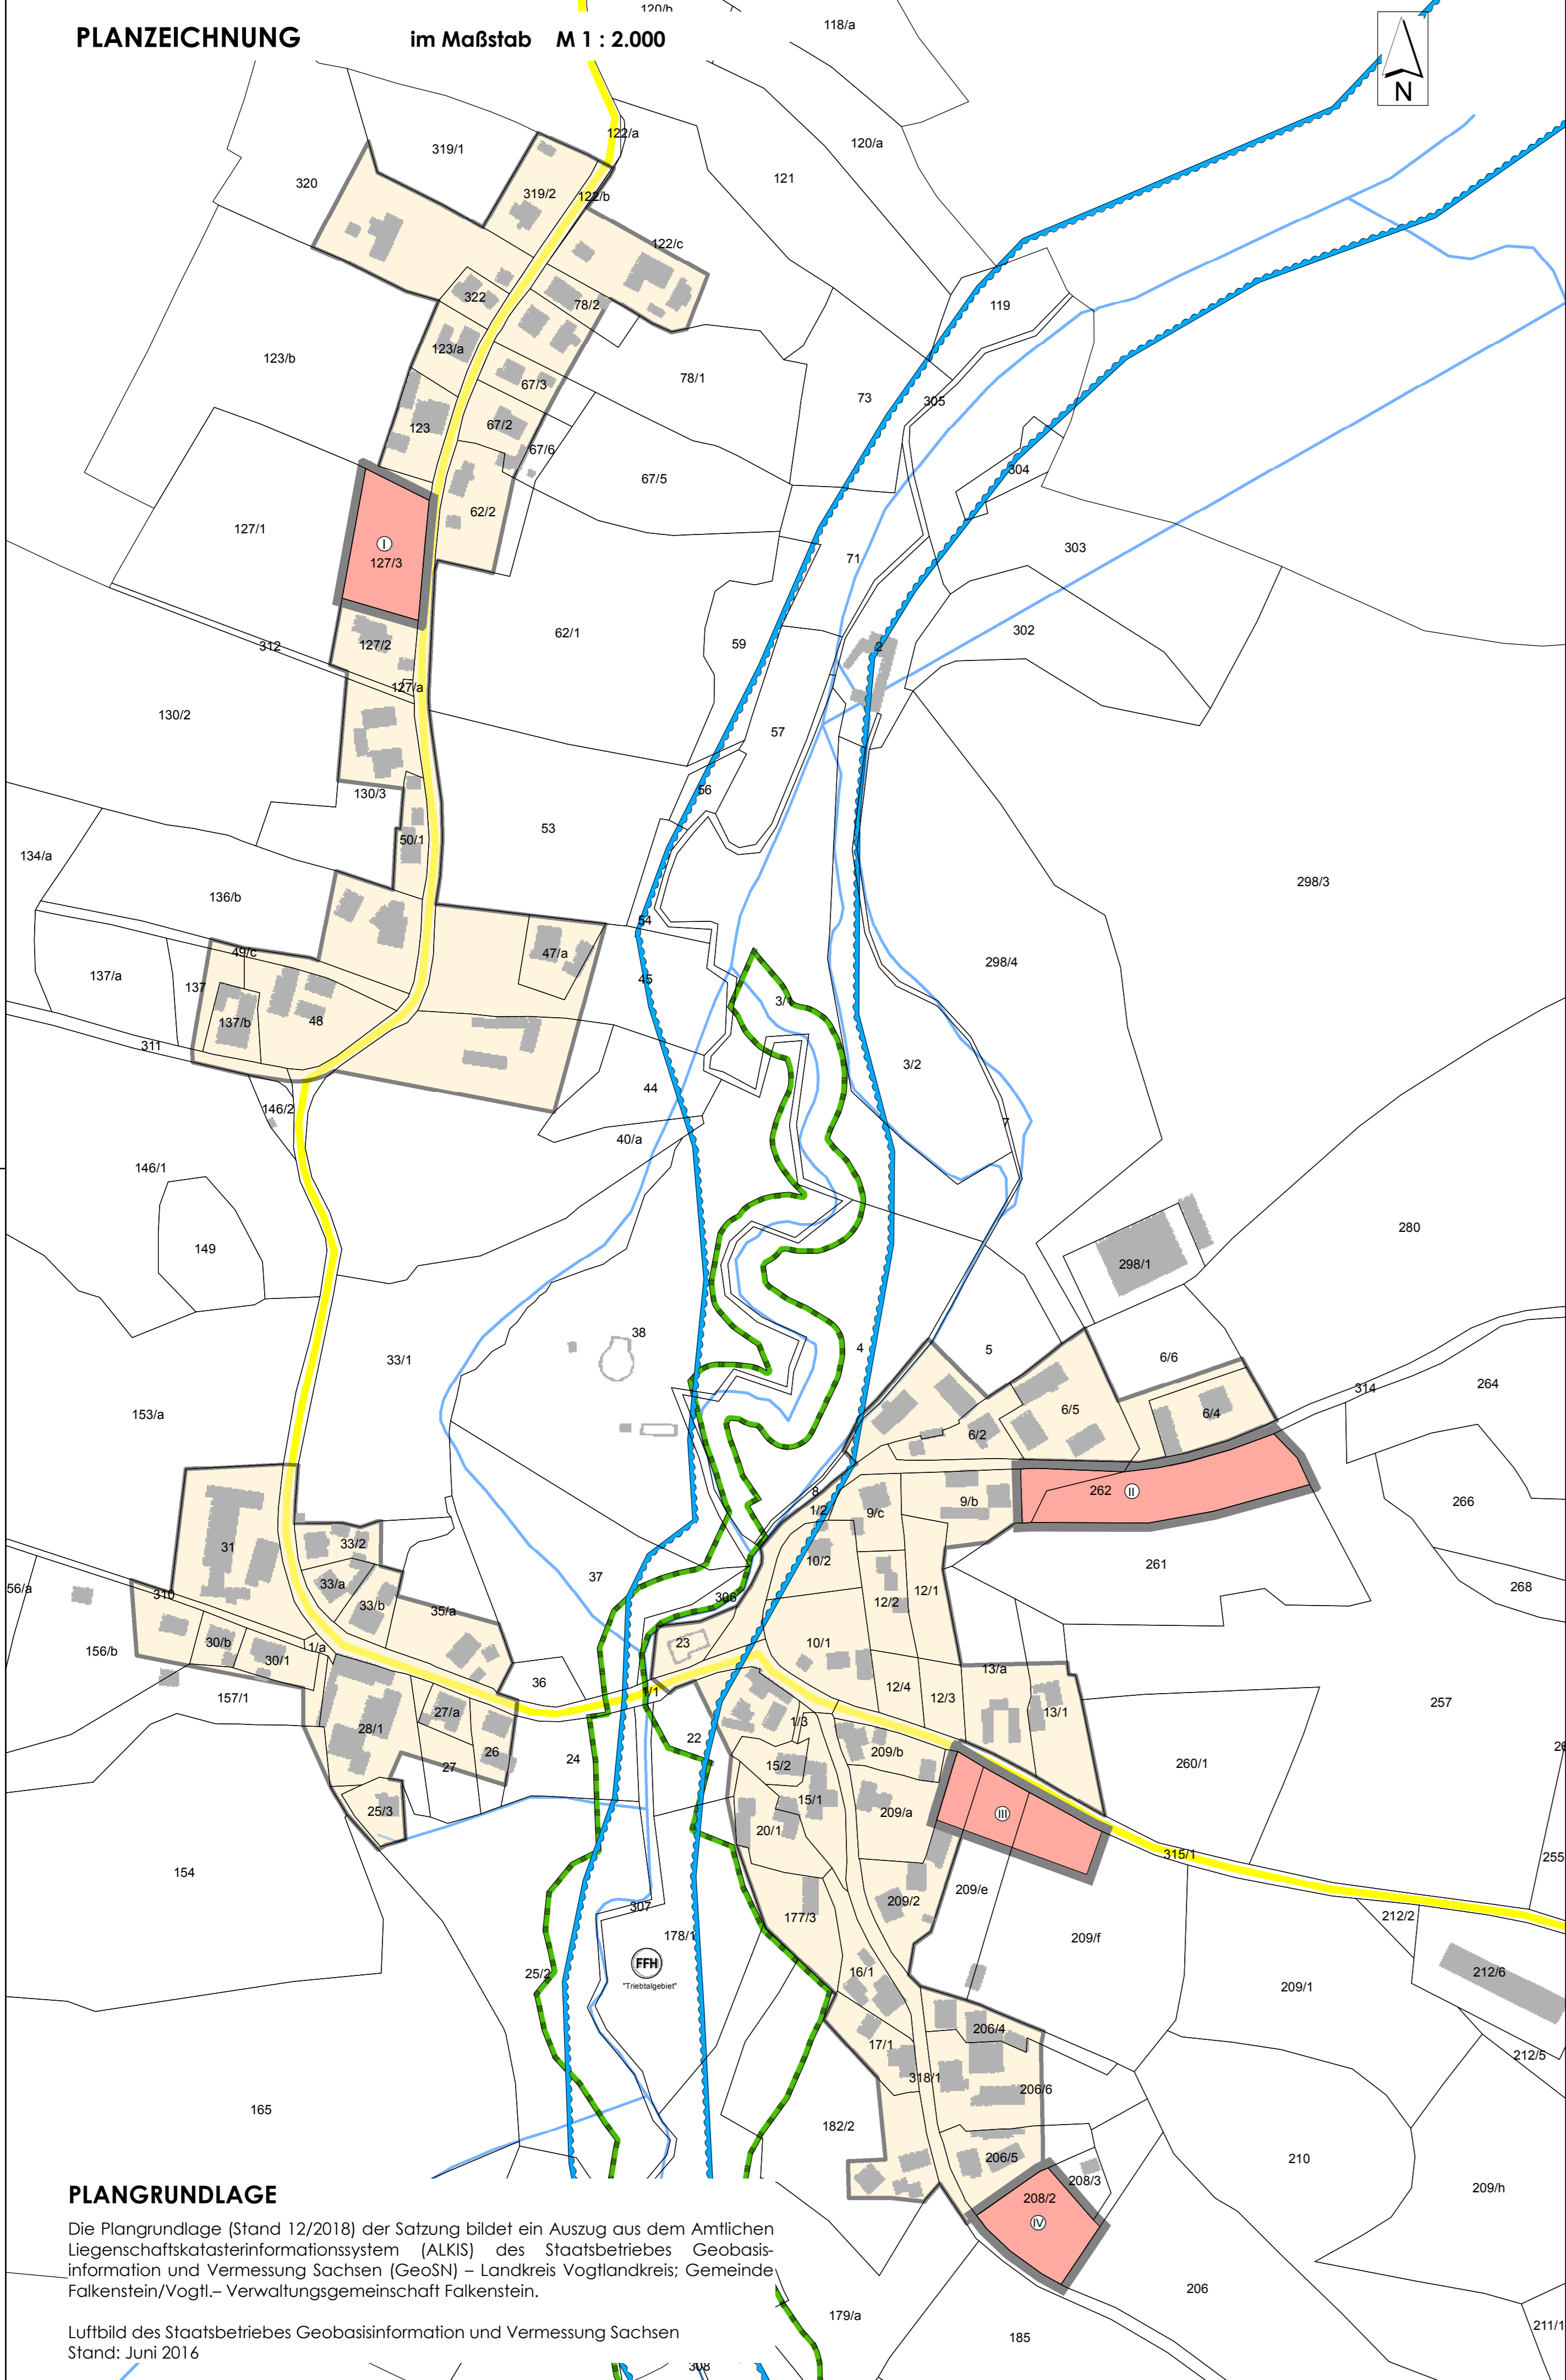 120/b
118/a
PLANZEICHNUNG im Maßstab M 1 : 2.000
N
122/a
319/1
120/a
121
320
319/2
122/b
122/c
322
78/2
119
123/a
123/b
78/1
67/3
73
305
123
67/2
67/6
304
67/5
62/2
127/1
I
127/3
303
71
62/1
302
312
127/2
59
2
127/a
130/2
57
56
130/3
53
50/1
134/a
298/3
136/b
54
49/c
47/a
298/4
137/a
137
45
3/1
137/b
48
311
3/2
44
146/2
7
40/a
146/1
149
280
298/1
38
4
5
33/1
6/6
314
264
153/a
6/5
6/4
6/2
262
II
8
1/2
9/c
9/b
266
31
33/2
10/2
261
37
33/a
56/a
310
12/1
268
306
12/2
33/b
35/a
156/b
30/b
1/a
30/1
23
10/1
13/a
36
157/1
1/1
12/4
12/3
257
27/a
13/1
28/1
1/3
22
26
209/b
24
27
15/2
260/1
25/3
15/1
209/a
III
20/1
315/1
255
154
209/e
209/2
307
177/3
212/2
178/1
209/f
FFH
"Triebtalgebiet"
25/2
16/1
212/6
209/1
206/4
17/1
212/5
318/1
206/6
165
182/2
206/5
210
208/3
209/h
208/2
IV
PLANGRUNDLAGE
Die Plangrundlage (Stand 12/2018) der Satzung bildet ein Auszug aus dem Amtlichen
Liegenschaftskatasterinformationssystem (ALKIS) des Staatsbetriebes Geobasis-
information und Vermessung Sachsen (GeoSN) – Landkreis Vogtlandkreis; Gemeinde
Falkenstein/Vogtl.– Verwaltungsgemeinschaft Falkenstein.
206
179/a
211/1
185
Luftbild des Staatsbetriebes Geobasisinformation und Vermessung Sachsen
Stand: Juni 2016
308